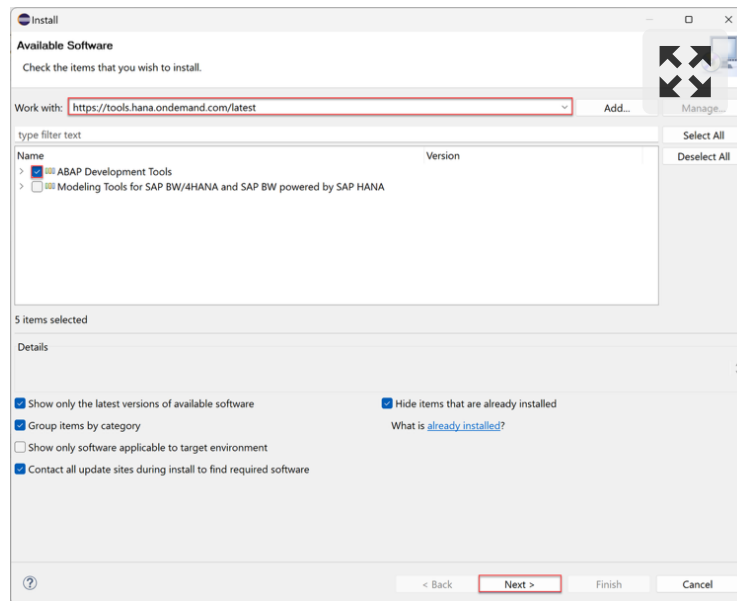 Install
Available Software
Check the items that you wish to install.
Work with: https://tools.hana.ondemand.com/latest Add... Manage...
type filter text Select All
Name Version Deselect All
ABAP Development Tools
Modeling Tools for SAP BW/4HANA and SAP BW powered by SAP HANA
5 items selected
Details
Show only the latest versions of available software Hide items that are already installed
Group items by category What is already installed?
Show only software applicable to target environment
Contact all update sites during install to find required software
? < Back Next > Finish Cancel